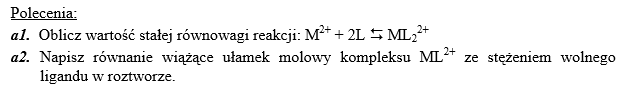 Polecenia:
a1. Oblicz wartość stałej równowagi reakcji: M²⁺ + 2L ⇆ ML₂²⁺
a2. Napisz równanie wiążące ułamek molowy kompleksu ML²⁺ ze stężeniem wolnego
ligandu w roztworze.